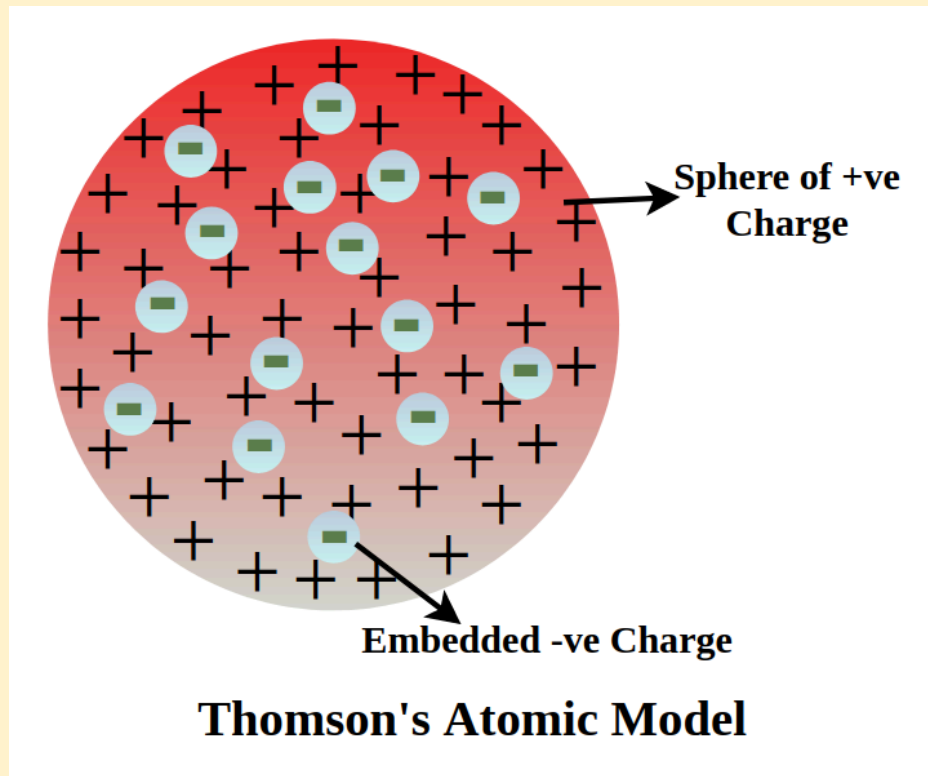 Sphere of +ve
Charge
Embedded -ve Charge
Thomson's Atomic Model